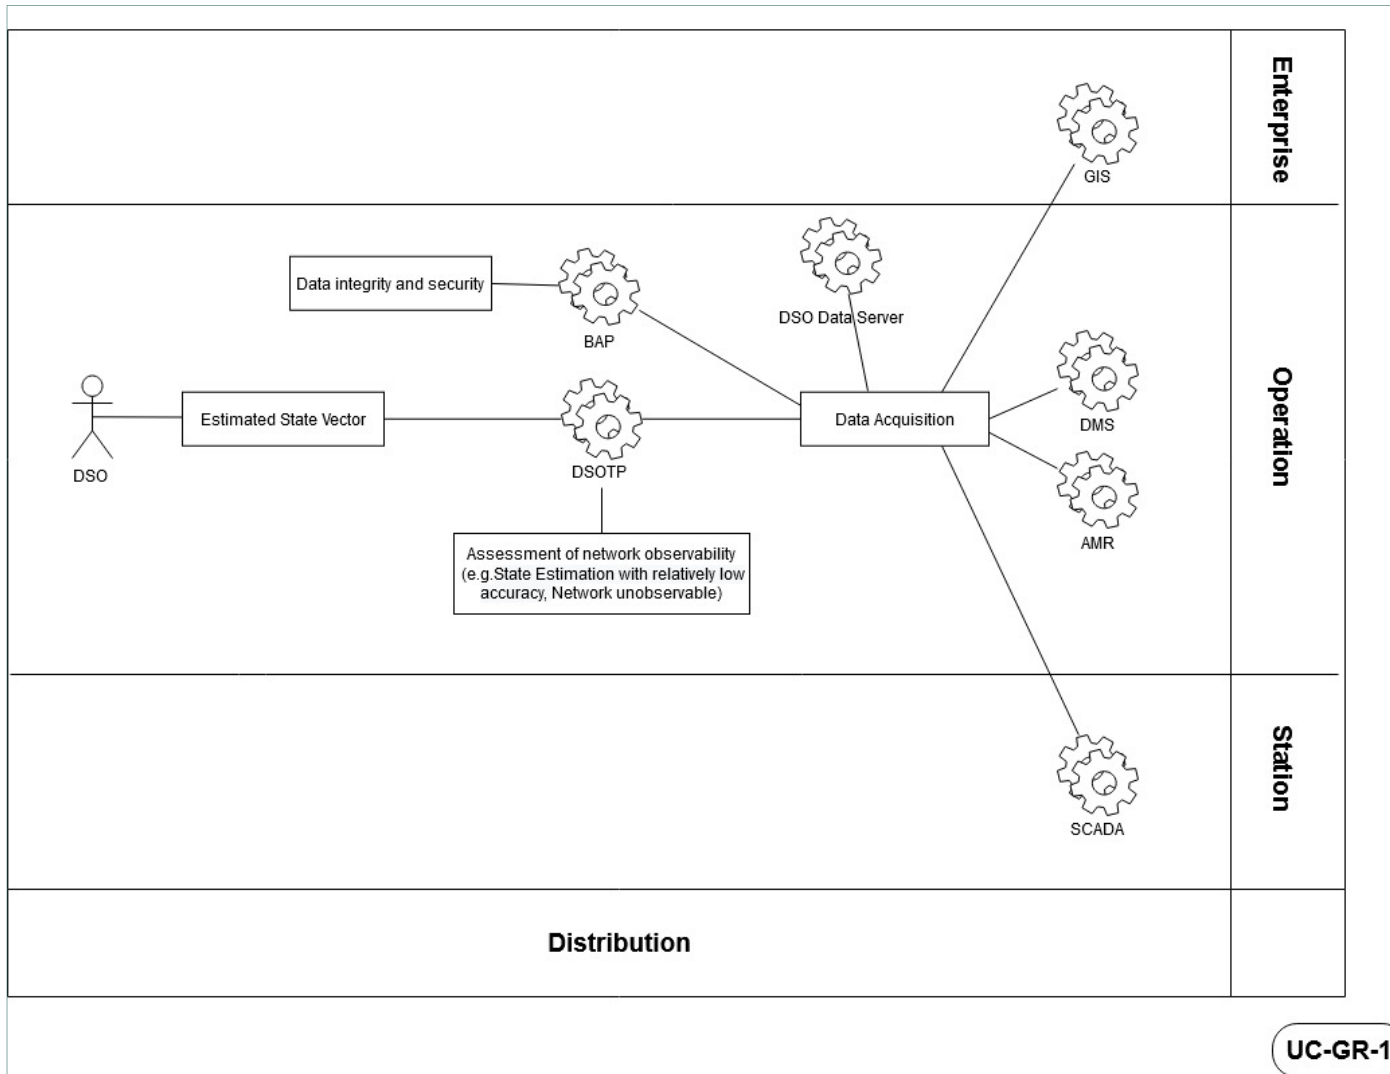 Enterprise
GIS
Data integrity and security
BAP
DSO Data Server
Operation
DSO
Estimated State Vector
DSOTP
Data Acquisition
DMS
AMR
Assessment of network observability
(e.g.State Estimation with relatively low
accuracy, Network unobservable)
Station
SCADA
Distribution
UC-GR-1